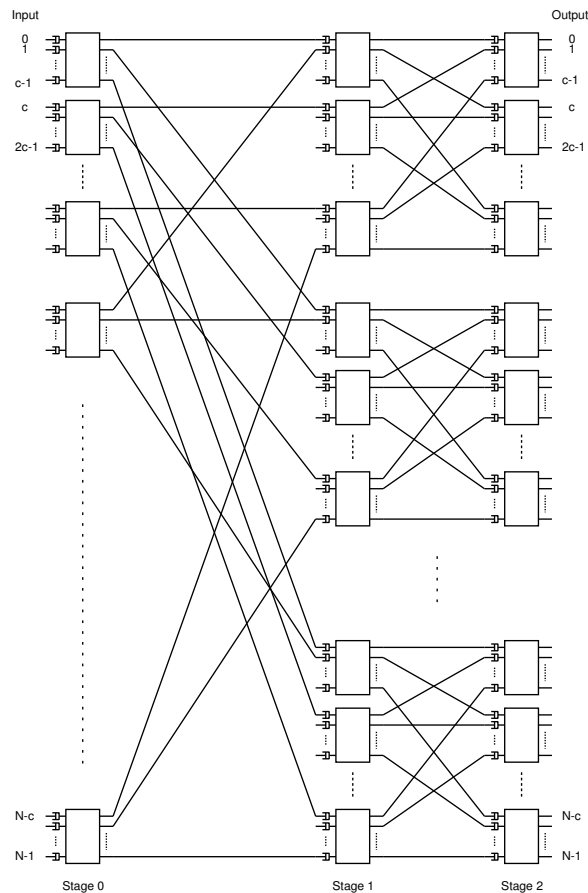 Input Output
0 0
1 1
c-1 c-1
c c
2c-1 2c-1
N-c N-c
N-1 N-1
Stage 0 Stage 1 Stage 2